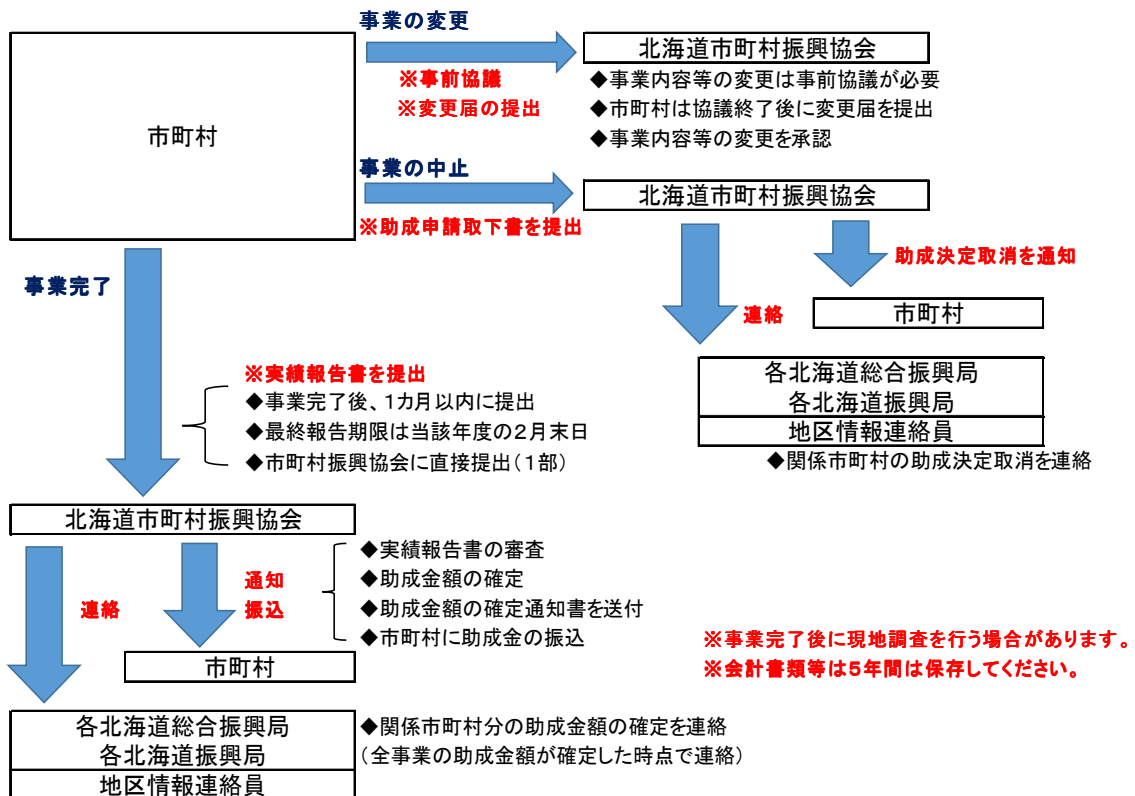 事業の変更
市町村
※事前協議
※変更届の提出
北海道市町村振興協会
◆事業内容等の変更は事前協議が必要
◆市町村は協議終了後に変更届を提出
◆事業内容等の変更を承認
事業の中止
※助成申請取下書を提出
北海道市町村振興協会
助成決定取消を通知
連絡
市町村
各北海道総合振興局
各北海道振興局
地区情報連絡員
◆関係市町村の助成決定取消を連絡
事業完了
※実績報告書を提出
◆事業完了後、1カ月以内に提出
◆最終報告期限は当該年度の2月末日
◆市町村振興協会に直接提出(1部)
北海道市町村振興協会
連絡
通知
振込
◆実績報告書の審査
◆助成金額の確定
◆助成金額の確定通知書を送付
◆市町村に助成金の振込
市町村
※事業完了後に現地調査を行う場合があります。
※会計書類等は5年間は保存してください。
各北海道総合振興局
各北海道振興局
地区情報連絡員
◆関係市町村分の助成金額の確定を連絡
(全事業の助成金額が確定した時点で連絡)